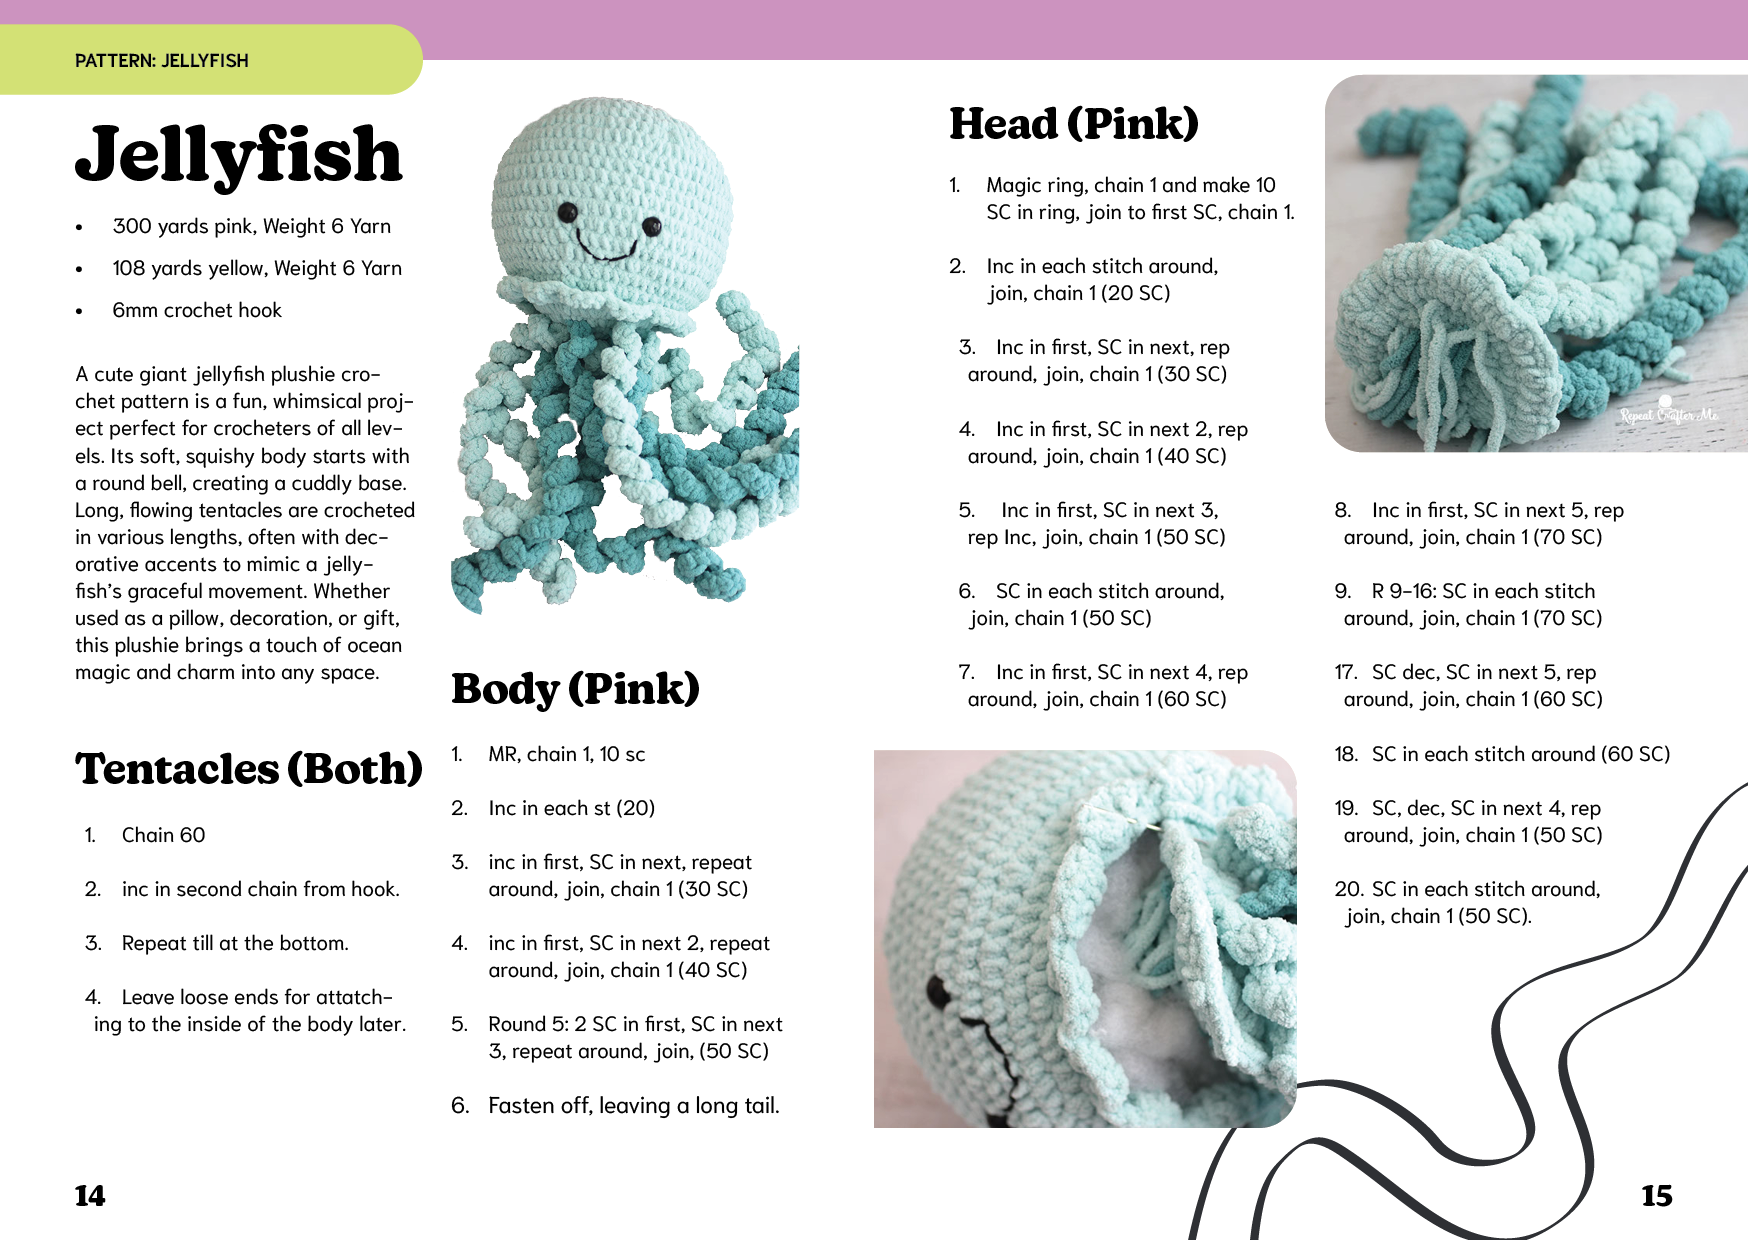 PATTERN: JELLYFISH
Jellyfish
• 300 yards pink, Weight 6 Yarn
• 108 yards yellow, Weight 6 Yarn
• 6mm crochet hook
A cute giant jellyfish plushie cro-
chet pattern is a fun, whimsical proj-
ect perfect for crocheters of all lev-
els. Its soft, squishy body starts with
a round bell, creating a cuddly base.
Long, flowing tentacles are crocheted
in various lengths, often with dec-
orative accents to mimic a jelly-
fish's graceful movement. Whether
used as a pillow, decoration, or gift,
this plushie brings a touch of ocean
magic and charm into any space.
Tentacles (Both)
1. Chain 60
2. inc in second chain from hook.
3. Repeat till at the bottom.
4. Leave loose ends for attatch-
ing to the inside of the body later.
Body (Pink)
1. MR, chain 1, 10 sc
2. Inc in each st (20)
3. inc in first, SC in next, repeat
around, join, chain 1 (30 SC)
4. inc in first, SC in next 2, repeat
around, join, chain 1 (40 SC)
5. Round 5: 2 SC in first, SC in next
3, repeat around, join, (50 SC)
6. Fasten off, leaving a long tail.
14
Head (Pink)
1. Magic ring, chain 1 and make 10
SC in ring, join to first SC, chain 1.
2. Inc in each stitch around,
join, chain 1 (20 SC)
3. Inc in first, SC in next, rep
around, join, chain 1 (30 SC)
4. Inc in first, SC in next 2, rep
around, join, chain 1 (40 SC)
5. Inc in first, SC in next 3,
rep Inc, join, chain 1 (50 SC)
6. SC in each stitch around,
join, chain 1 (50 SC)
7. Inc in first, SC in next 4, rep
around, join, chain 1 (60 SC)
Repeat Crafter Me
8. Inc in first, SC in next 5, rep
around, join, chain 1 (70 SC)
9. R 9-16: SC in each stitch
around, join, chain 1 (70 SC)
17. SC dec, SC in next 5, rep
around, join, chain 1 (60 SC)
18. SC in each stitch around (60 SC)
19. SC, dec, SC in next 4, rep
around, join, chain 1 (50 SC)
20. SC in each stitch around,
join, chain 1 (50 SC).
15